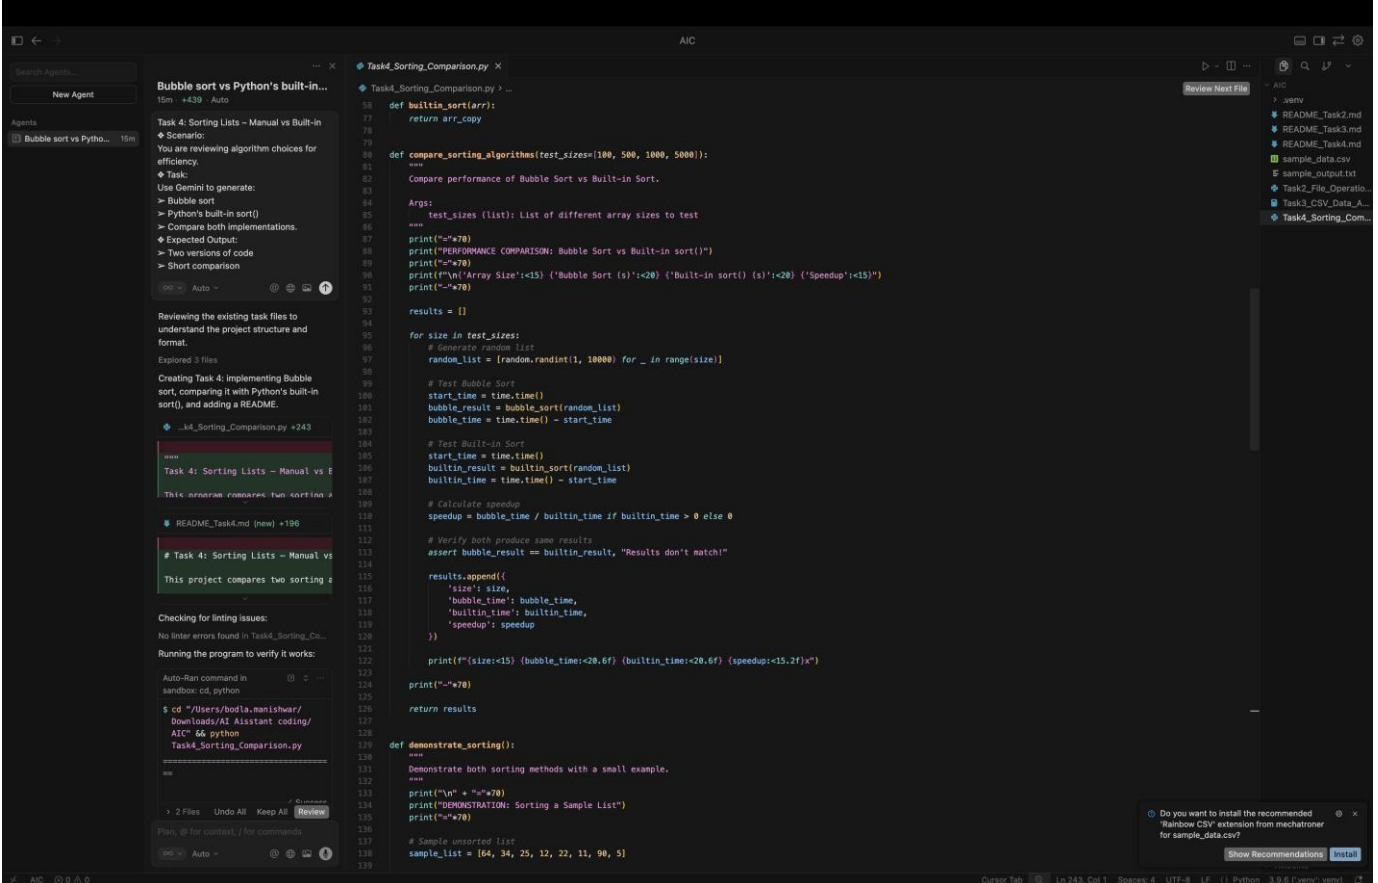 AIC
Search Agents...
New Agent
Agents
Bubble sort vs Pytho... 15m
Bubble sort vs Python's built-in...
15m · +439 · Auto
Task 4: Sorting Lists – Manual vs Built-in
❖ Scenario:
You are reviewing algorithm choices for
efficiency.
❖ Task:
Use Gemini to generate:
➢ Bubble sort
➢ Python's built-in sort()
➢ Compare both implementations.
❖ Expected Output:
➢ Two versions of code
➢ Short comparison
Auto
Reviewing the existing task files to
understand the project structure and
format.
Explored 3 files
Creating Task 4: implementing Bubble
sort, comparing it with Python's built-in
sort(), and adding a README.
...k4_Sorting_Comparison.py +243
"""
Task 4: Sorting Lists – Manual vs B
This program compares two sorting a
README_Task4.md (new) +196
# Task 4: Sorting Lists – Manual vs
This project compares two sorting a
Checking for linting issues:
No linter errors found in Task4_Sorting_Co...
Running the program to verify it works:
Auto-Ran command in
sandbox: cd, python
$ cd "/Users/bodla.manishwar/
Downloads/AI Aisstant coding/
AIC" && python
Task4_Sorting_Comparison.py
===================================
==
✓ Success
> 2 Files Undo All Keep All Review
Plan, @ for context, / for commands
Auto
Task4_Sorting_Comparison.py ×
Task4_Sorting_Comparison.py > ...
Review Next File
58 def builtin_sort(arr):
77 return arr_copy
78
79
80 def compare_sorting_algorithms(test_sizes=[100, 500, 1000, 5000]):
81 """
82 Compare performance of Bubble Sort vs Built-in Sort.
83
84 Args:
85 test_sizes (list): List of different array sizes to test
86 """
87 print("="*70)
88 print("PERFORMANCE COMPARISON: Bubble Sort vs Built-in sort()")
89 print("="*70)
90 print(f"\n{'Array Size':<15} {'Bubble Sort (s)':<20} {'Built-in sort() (s)':<20} {'Speedup':<15}")
91 print("-"*70)
92
93 results = []
94
95 for size in test_sizes:
96 # Generate random list
97 random_list = [random.randint(1, 10000) for _ in range(size)]
98
99 # Test Bubble Sort
100 start_time = time.time()
101 bubble_result = bubble_sort(random_list)
102 bubble_time = time.time() - start_time
103
104 # Test Built-in Sort
105 start_time = time.time()
106 builtin_result = builtin_sort(random_list)
107 builtin_time = time.time() - start_time
108
109 # Calculate speedup
110 speedup = bubble_time / builtin_time if builtin_time > 0 else 0
111
112 # Verify both produce same results
113 assert bubble_result == builtin_result, "Results don't match!"
114
115 results.append({
116 'size': size,
117 'bubble_time': bubble_time,
118 'builtin_time': builtin_time,
119 'speedup': speedup
120 })
121
122 print(f"{size:<15} {bubble_time:<20.6f} {builtin_time:<20.6f} {speedup:<15.2f}x")
123
124 print("-"*70)
125
126 return results
127
128
129 def demonstrate_sorting():
130 """
131 Demonstrate both sorting methods with a small example.
132 """
133 print("\n" + "="*70)
134 print("DEMONSTRATION: Sorting a Sample List")
135 print("="*70)
136
137 # Sample unsorted list
138 sample_list = [64, 34, 25, 12, 22, 11, 90, 5]
139
AIC
.venv
README_Task2.md
README_Task3.md
README_Task4.md
sample_data.csv
sample_output.txt
Task2_File_Operatio...
Task3_CSV_Data_A...
Task4_Sorting_Com...
Do you want to install the recommended
'Rainbow CSV' extension from mechatroner
for sample_data.csv?
Show Recommendations Install
AIC 0 0
Cursor Tab Ln 243, Col 1 Spaces: 4 UTF-8 LF Python 3.9.6 ('.venv': venv)